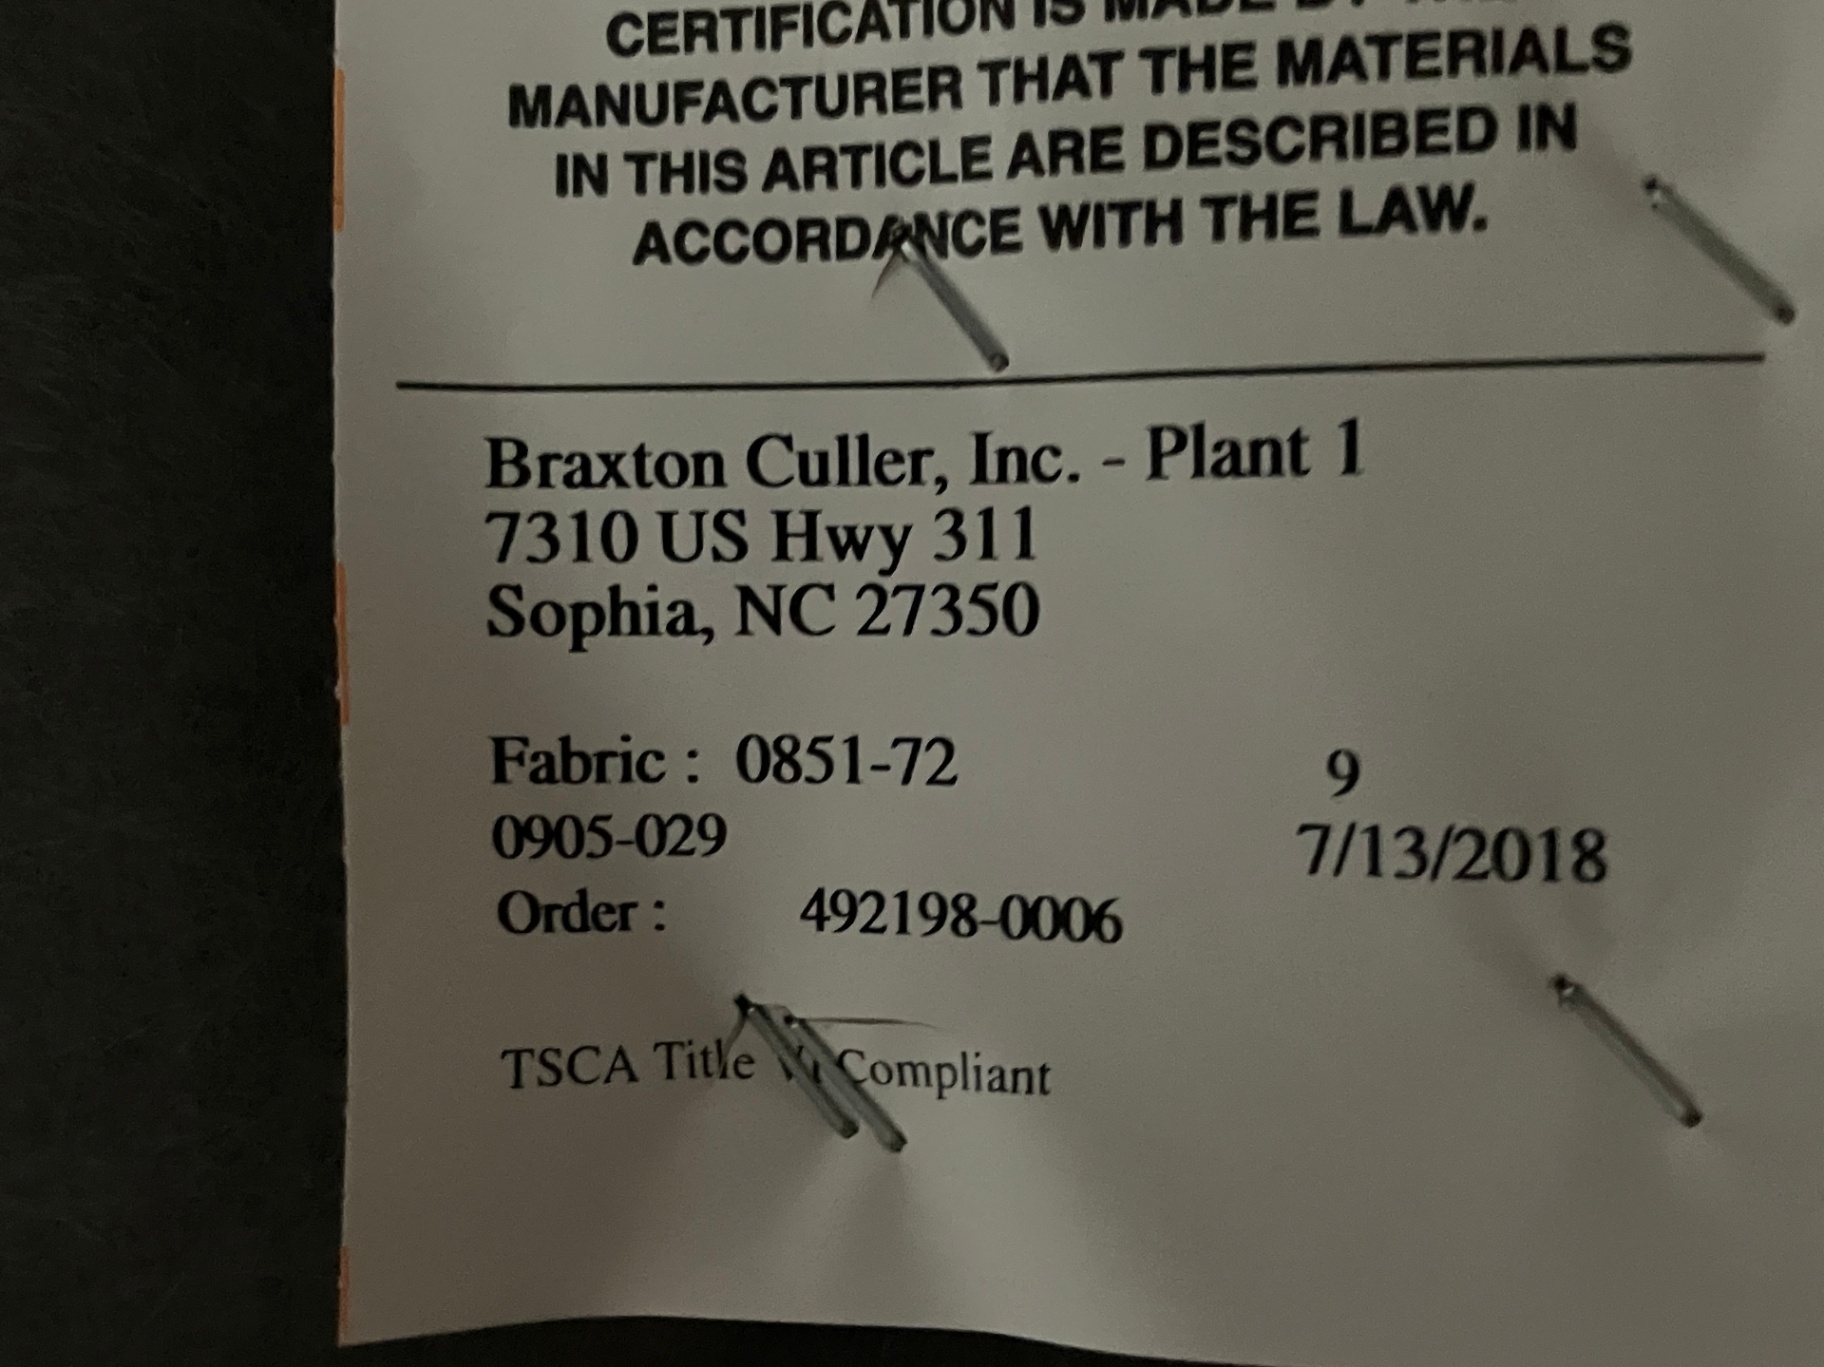 CERTIFICATION IS MADE BY
MANUFACTURER THAT THE MATERIALS
IN THIS ARTICLE ARE DESCRIBED IN
ACCORDANCE WITH THE LAW.
Braxton Culler, Inc. - Plant 1
7310 US Hwy 311
Sophia, NC 27350
Fabric : 0851-72 9
0905-029 7/13/2018
Order : 492198-0006
TSCA Title Compliant